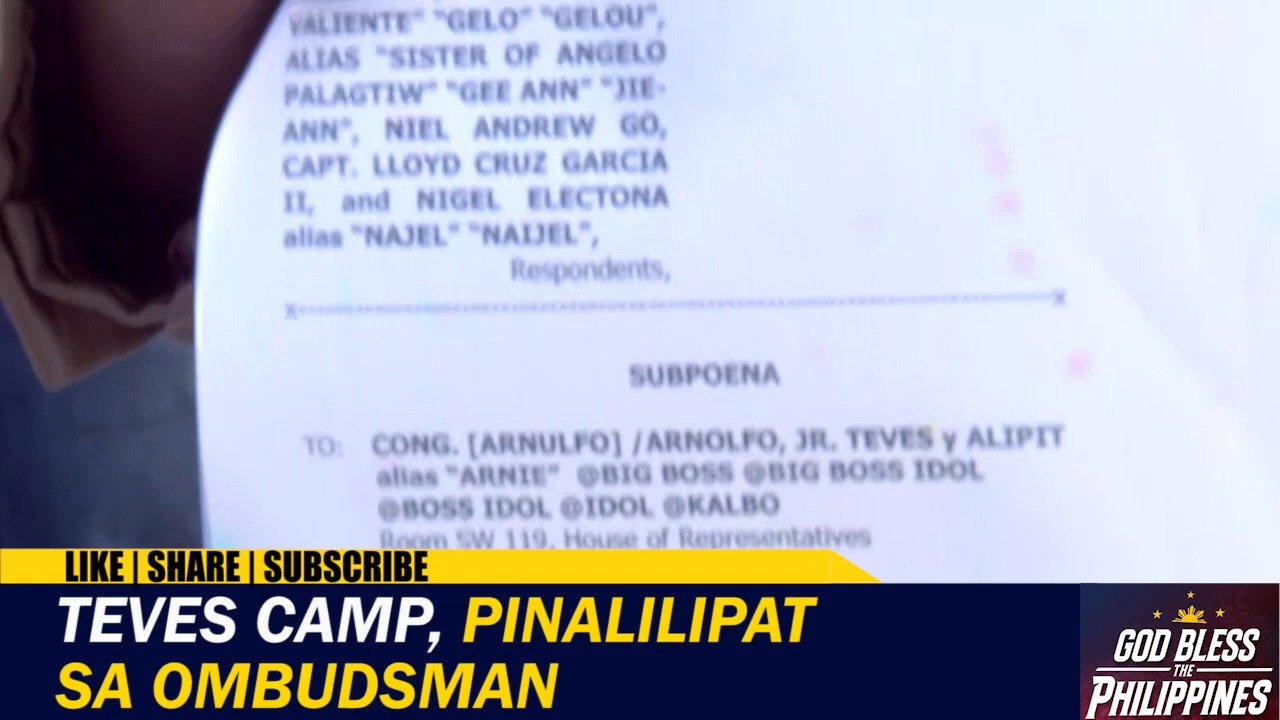 VALIENTE" "GELO" "GELOU",
ALIAS "SISTER OF ANGELO
PALAGTIW" "GEE ANN" "JIE-
ANN", NIEL ANDREW GO,
CAPT. LLOYD CRUZ GARCIA
II, and NIGEL ELECTONA
alias "NAJEL" "NAIJEL",
Respondents,
x---x
SUBPOENA
TO: CONG. [ARNULFO] /ARNOLFO, JR. TEVES y ALIPIT
alias "ARNIE" @BIG BOSS @BIG BOSS IDOL
@BOSS IDOL @IDOL @KALBO
Room SW 119, House of Representatives
LIKE | SHARE | SUBSCRIBE
TEVES CAMP, PINALILIPAT
SA OMBUDSMAN
GOD BLESS
THE
PHILIPPINES